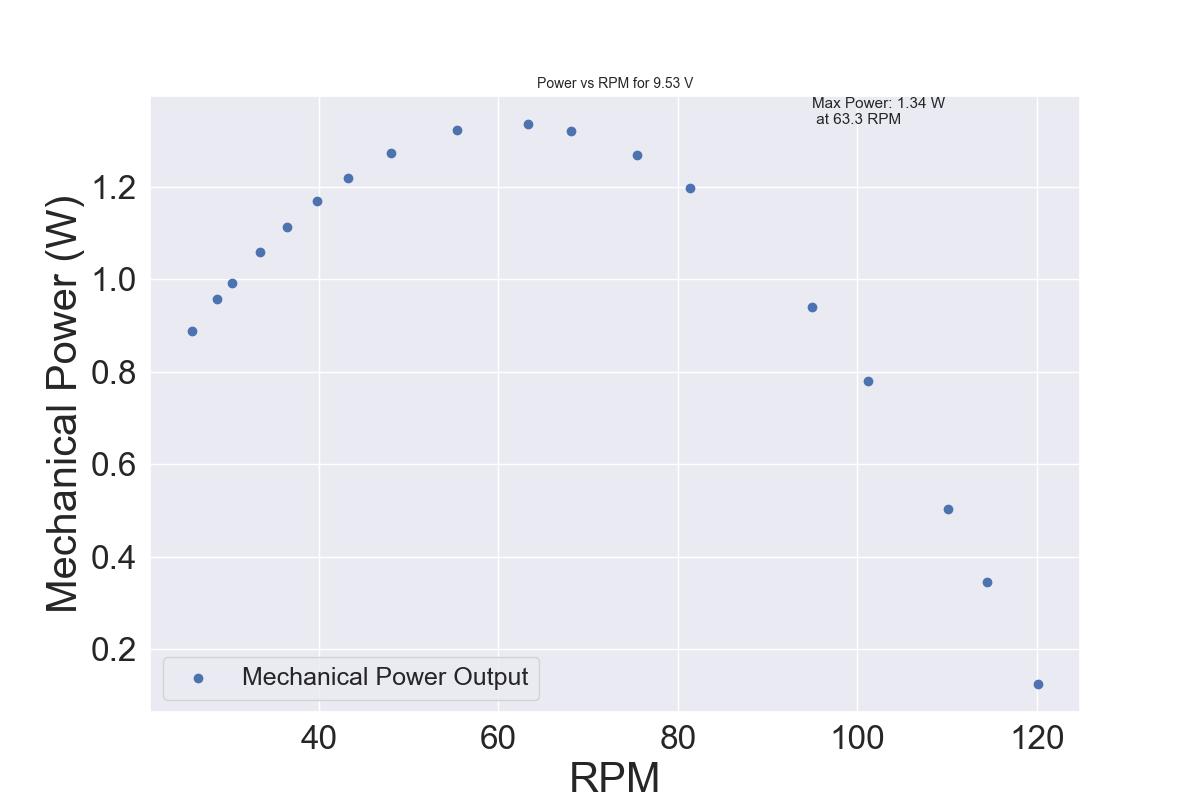 Power vs RPM for 9.53 V
Max Power: 1.34 W
at 63.3 RPM
Mechanical Power (W)
1.2
1.0
0.8
0.6
0.4
0.2
Mechanical Power Output
40 60 80 100 120
RPM